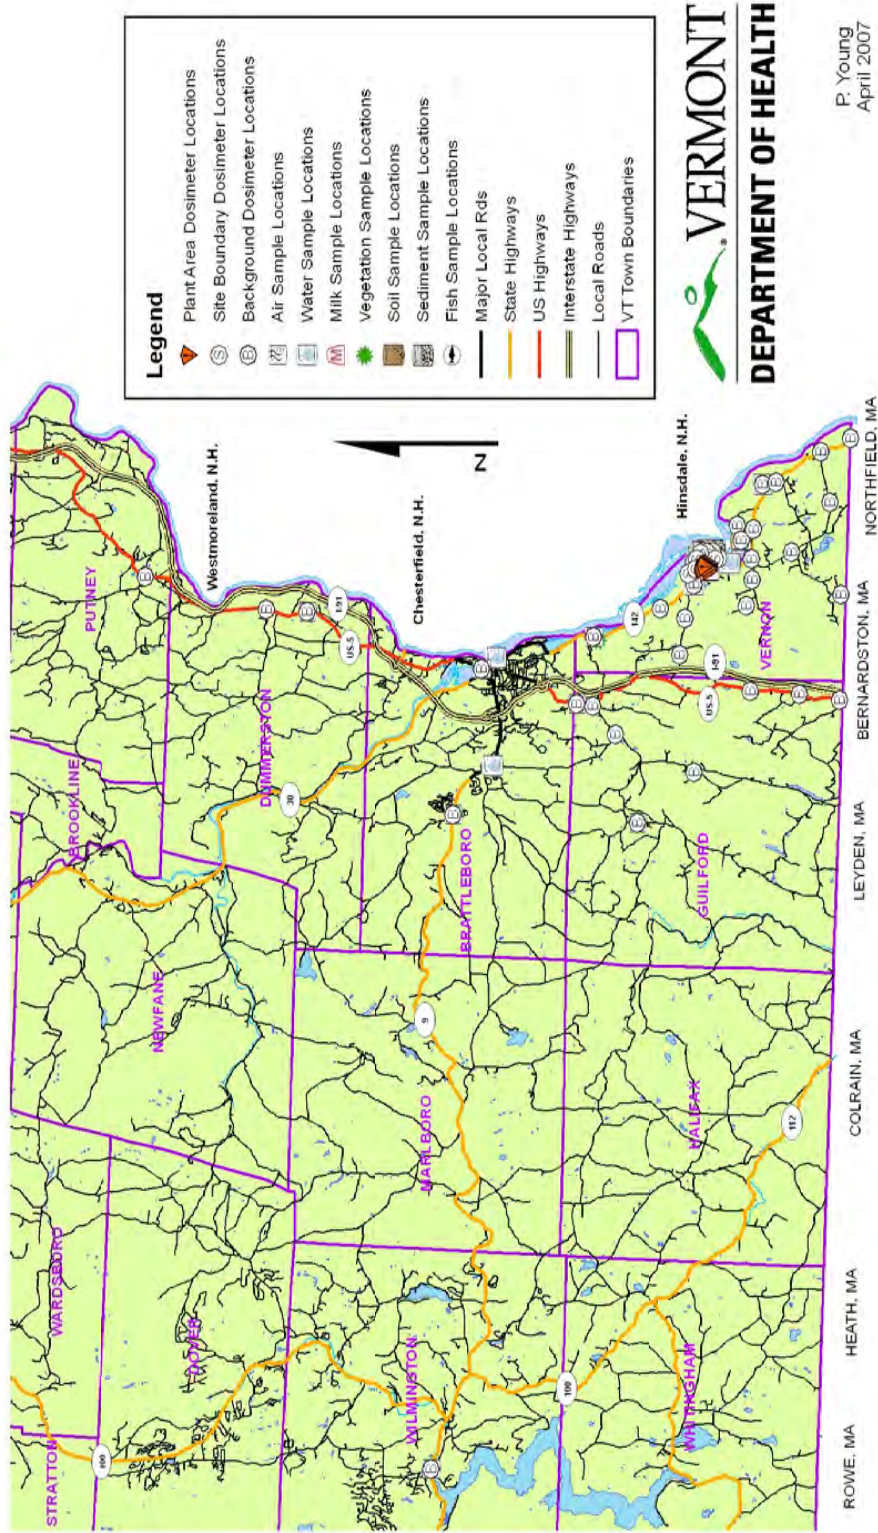 STRATTON
WARDSBORO
DOVER
NEWFANE
BROOKLINE
PUTNEY
DUMMERSTON
WILMINGTON
MARLBORO
BRATTLEBORO
WHITINGHAM
HALIFAX
GUILFORD
VERNON
100
100
9
30
112
US-5
I-91
142
US-5
I-91
Westmoreland, N.H.
Chesterfield, N.H.
Hinsdale, N.H.
N
ROWE, MA
HEATH, MA
COLRAIN, MA
LEYDEN, MA
BERNARDSTON, MA
NORTHFIELD, MA
Legend
Plant Area Dosimeter Locations
S Site Boundary Dosimeter Locations
B Background Dosimeter Locations
Air Sample Locations
Water Sample Locations
M Milk Sample Locations
Vegetation Sample Locations
Soil Sample Locations
Sediment Sample Locations
Fish Sample Locations
Major Local Rds
State Highways
US Highways
Interstate Highways
Local Roads
VT Town Boundaries
VERMONT
DEPARTMENT OF HEALTH
P. Young
April 2007